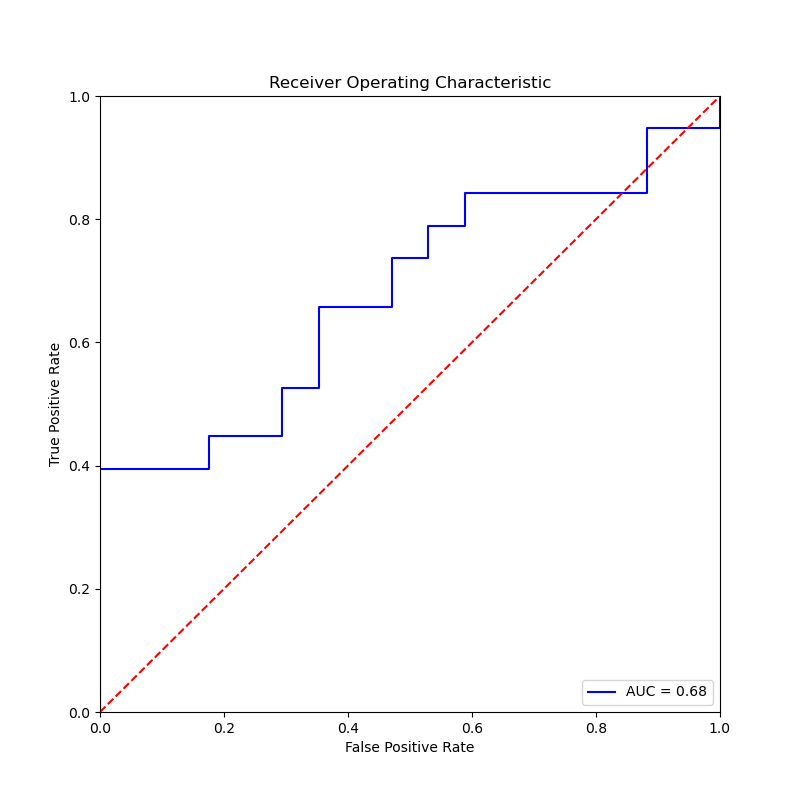 Receiver Operating Characteristic
1.0
0.8
0.6
0.4
0.2
0.0
True Positive Rate
AUC = 0.68
0.0 0.2 0.4 0.6 0.8 1.0
False Positive Rate